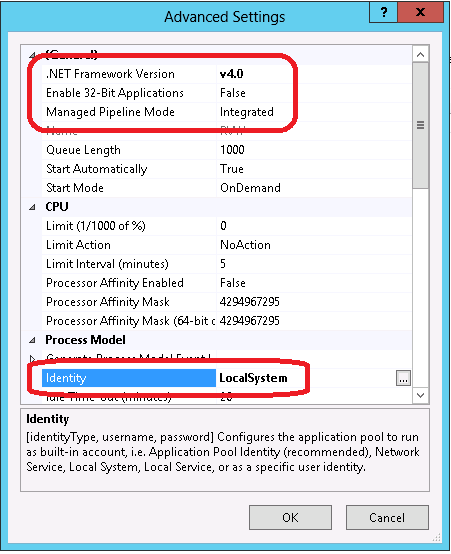 Advanced Settings
?
x
(General)
.NET Framework Version v4.0
Enable 32-Bit Applications False
Managed Pipeline Mode Integrated
Name
Queue Length 1000
Start Automatically True
Start Mode OnDemand
CPU
Limit (1/1000 of %) 0
Limit Action NoAction
Limit Interval (minutes) 5
Processor Affinity Enabled False
Processor Affinity Mask 4294967295
Processor Affinity Mask (64-bit c 4294967295
Process Model
Generate Process Model Event L
Identity LocalSystem ...
Idle Time-out (minutes) 20
Identity
[identityType, username, password] Configures the application pool to run
as built-in account, i.e. Application Pool Identity (recommended), Network
Service, Local System, Local Service, or as a specific user identity.
OK Cancel